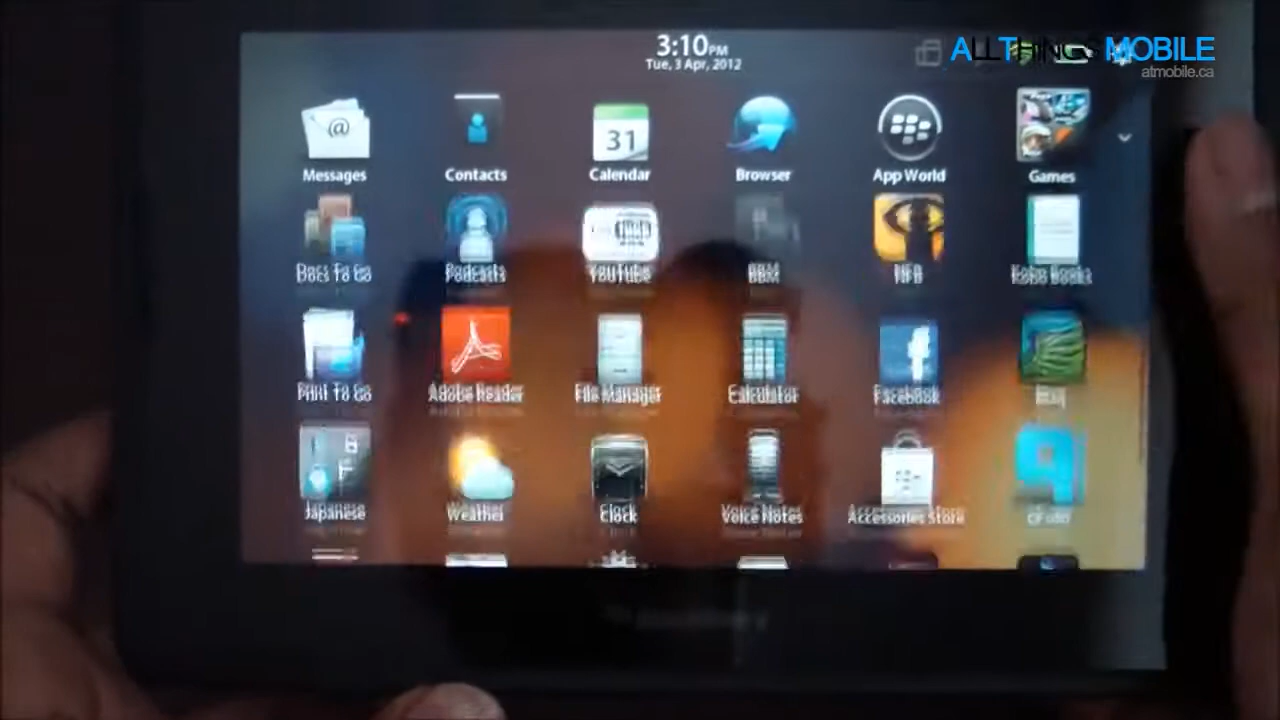 3:10PM
Tue, 3 Apr, 2012
ALLTHINGS MOBILE
atmobile.ca
31
Messages Contacts Calendar Browser App World Games
Docs To Go Podcasts YouTube BBM NFB Kobo Books
Print To Go Adobe Reader File Manager Calculator Facebook
Japanese Weather Clock Voice Notes Accessories Store